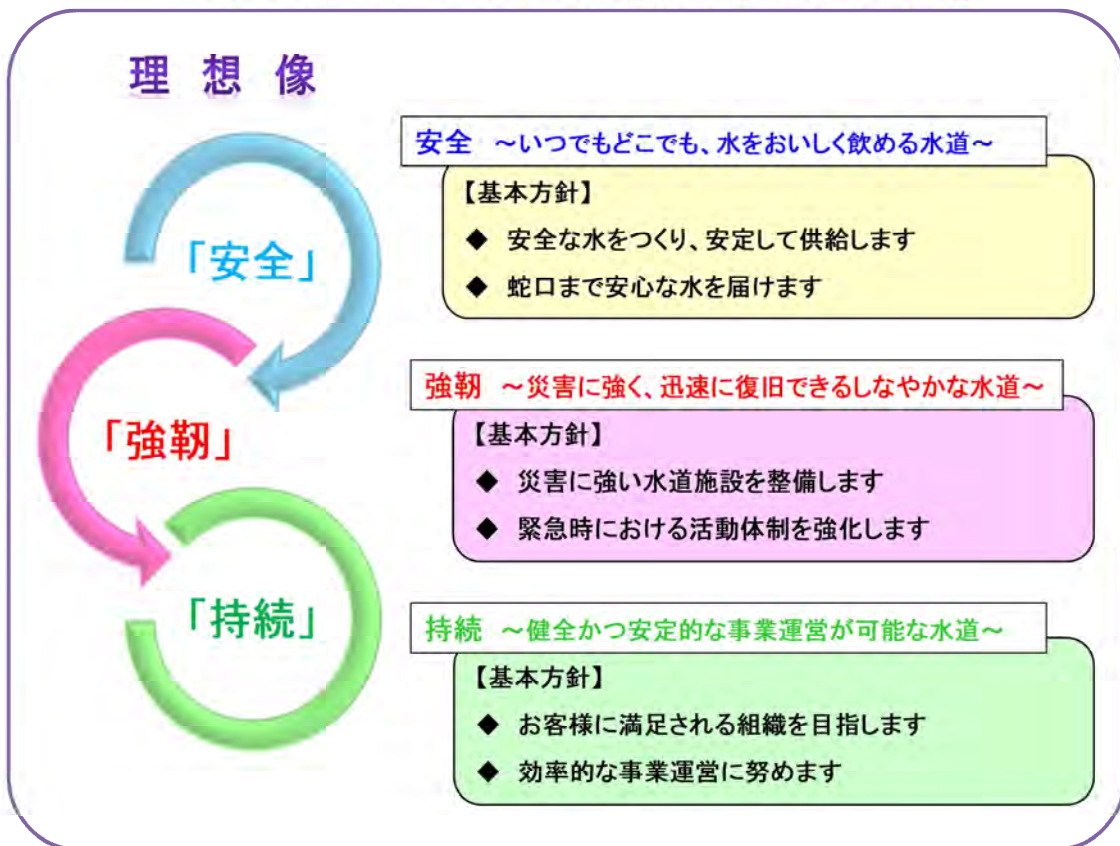 理想像
「安全」
安全 ～いつでもどこでも、水をおいしく飲める水道～
【基本方針】
◆ 安全な水をつくり、安定して供給します
◆ 蛇口まで安心な水を届けます
「強靭」
強靭 ～災害に強く、迅速に復旧できるしなやかな水道～
【基本方針】
◆ 災害に強い水道施設を整備します
◆ 緊急時における活動体制を強化します
「持続」
持続 ～健全かつ安定的な事業運営が可能な水道～
【基本方針】
◆ お客様に満足される組織を目指します
◆ 効率的な事業運営に努めます